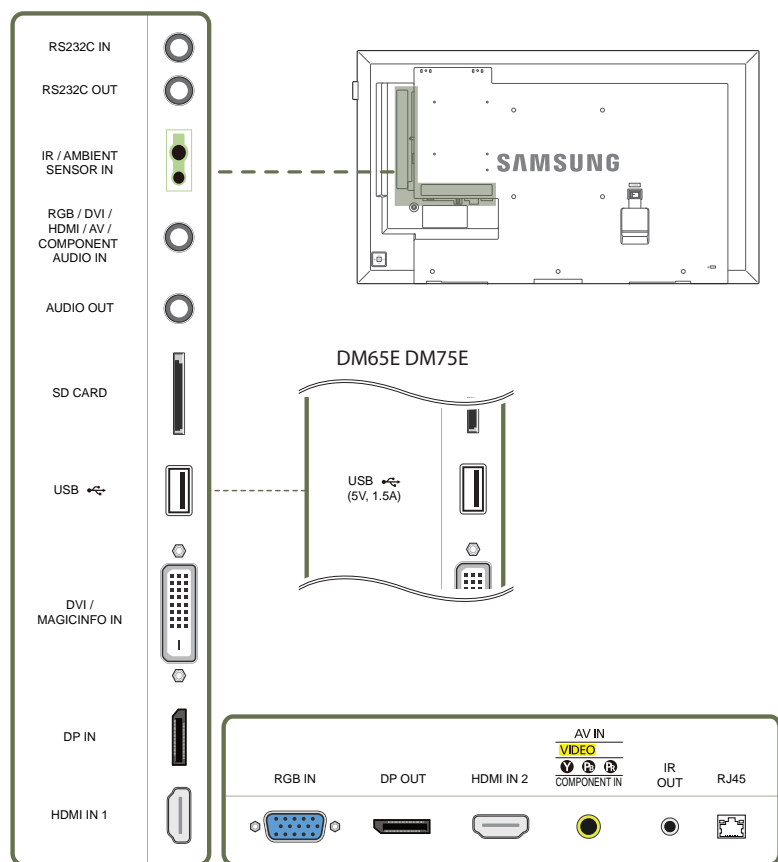 RS232C IN
RS232C OUT
IR / AMBIENT
SENSOR IN
RGB / DVI /
HDMI / AV /
COMPONENT
AUDIO IN
AUDIO OUT
SD CARD
USB
DVI /
MAGICINFO IN
DP IN
HDMI IN 1
SAMSUNG
DM65E DM75E
USB
(5V, 1.5A)
RGB IN
DP OUT
HDMI IN 2
AV IN
VIDEO
Y PB PR
COMPONENT IN
IR
OUT
RJ45